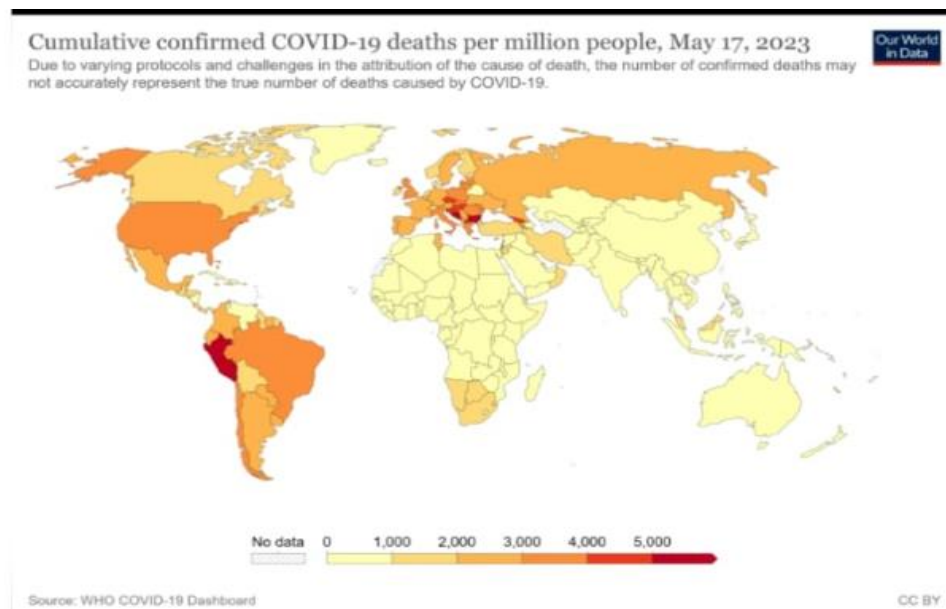 Cumulative confirmed COVID-19 deaths per million people, May 17, 2023
Our World
in Data
Due to varying protocols and challenges in the attribution of the cause of death, the number of confirmed deaths may
not accurately represent the true number of deaths caused by COVID-19.
No data 0 1,000 2,000 3,000 4,000 5,000
Source: WHO COVID-19 Dashboard CC BY